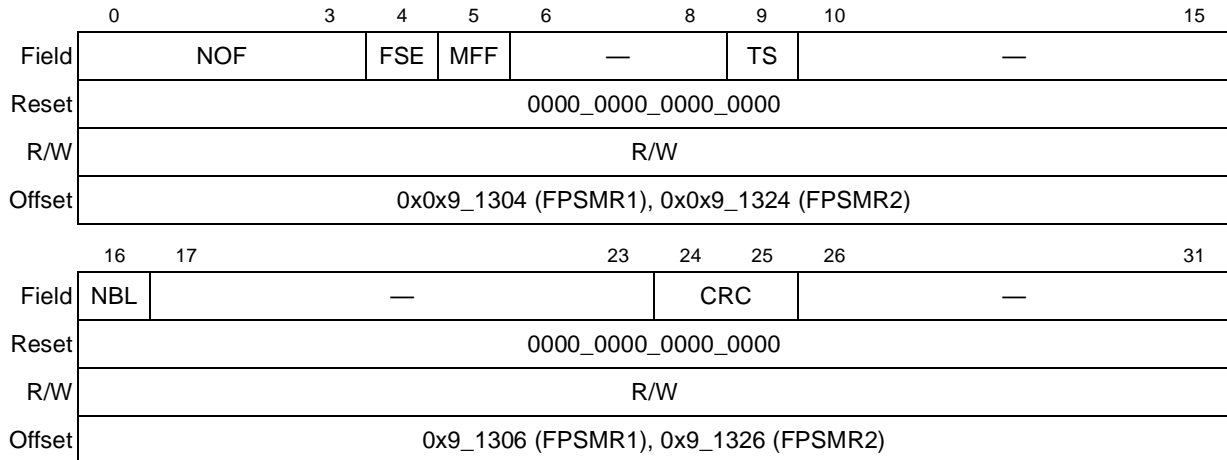 0 3 4 5 6 8 9 10 15
Field NOF FSE MFF — TS —
Reset 0000_0000_0000_0000
R/W R/W
Offset 0x0x9_1304 (FPSMR1), 0x0x9_1324 (FPSMR2)
16 17 23 24 25 26 31
Field NBL — CRC —
Reset 0000_0000_0000_0000
R/W R/W
Offset 0x9_1306 (FPSMR1), 0x9_1326 (FPSMR2)